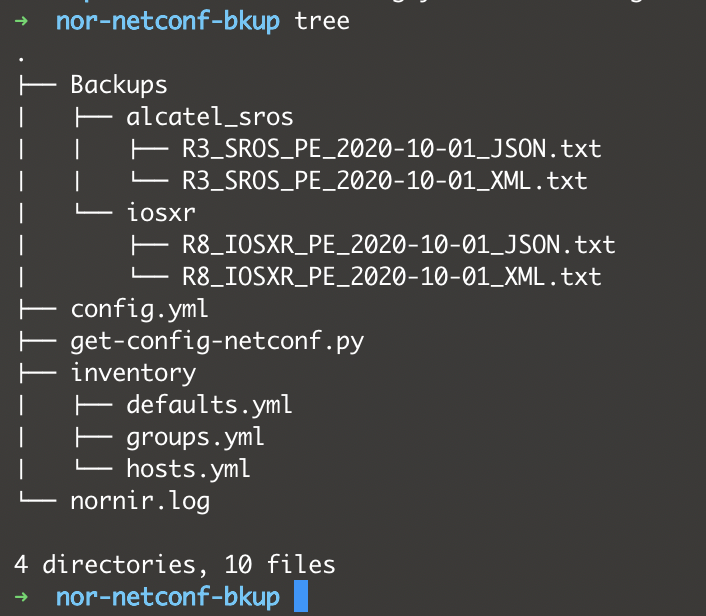 → nor-netconf-bkup tree
.
├── Backups
│   ├── alcatel_sros
│   │   ├── R3_SROS_PE_2020-10-01_JSON.txt
│   │   └── R3_SROS_PE_2020-10-01_XML.txt
│   └── iosxr
│       ├── R8_IOSXR_PE_2020-10-01_JSON.txt
│       └── R8_IOSXR_PE_2020-10-01_XML.txt
├── config.yml
├── get-config-netconf.py
├── inventory
│   ├── defaults.yml
│   ├── groups.yml
│   └── hosts.yml
└── nornir.log
4 directories, 10 files
→ nor-netconf-bkup